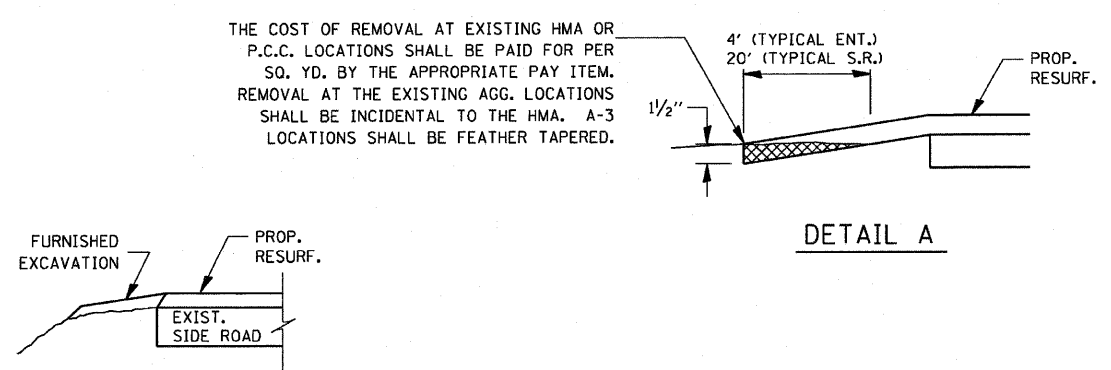 THE COST OF REMOVAL AT EXISTING HMA OR
P.C.C. LOCATIONS SHALL BE PAID FOR PER
SQ. YD. BY THE APPROPRIATE PAY ITEM.
REMOVAL AT THE EXISTING AGG. LOCATIONS
SHALL BE INCIDENTAL TO THE HMA. A-3
LOCATIONS SHALL BE FEATHER TAPERED.
4' (TYPICAL ENT.)
20' (TYPICAL S.R.)
PROP.
RESURF.
1½"
DETAIL A
FURNISHED
EXCAVATION
PROP.
RESURF.
EXIST.
SIDE ROAD